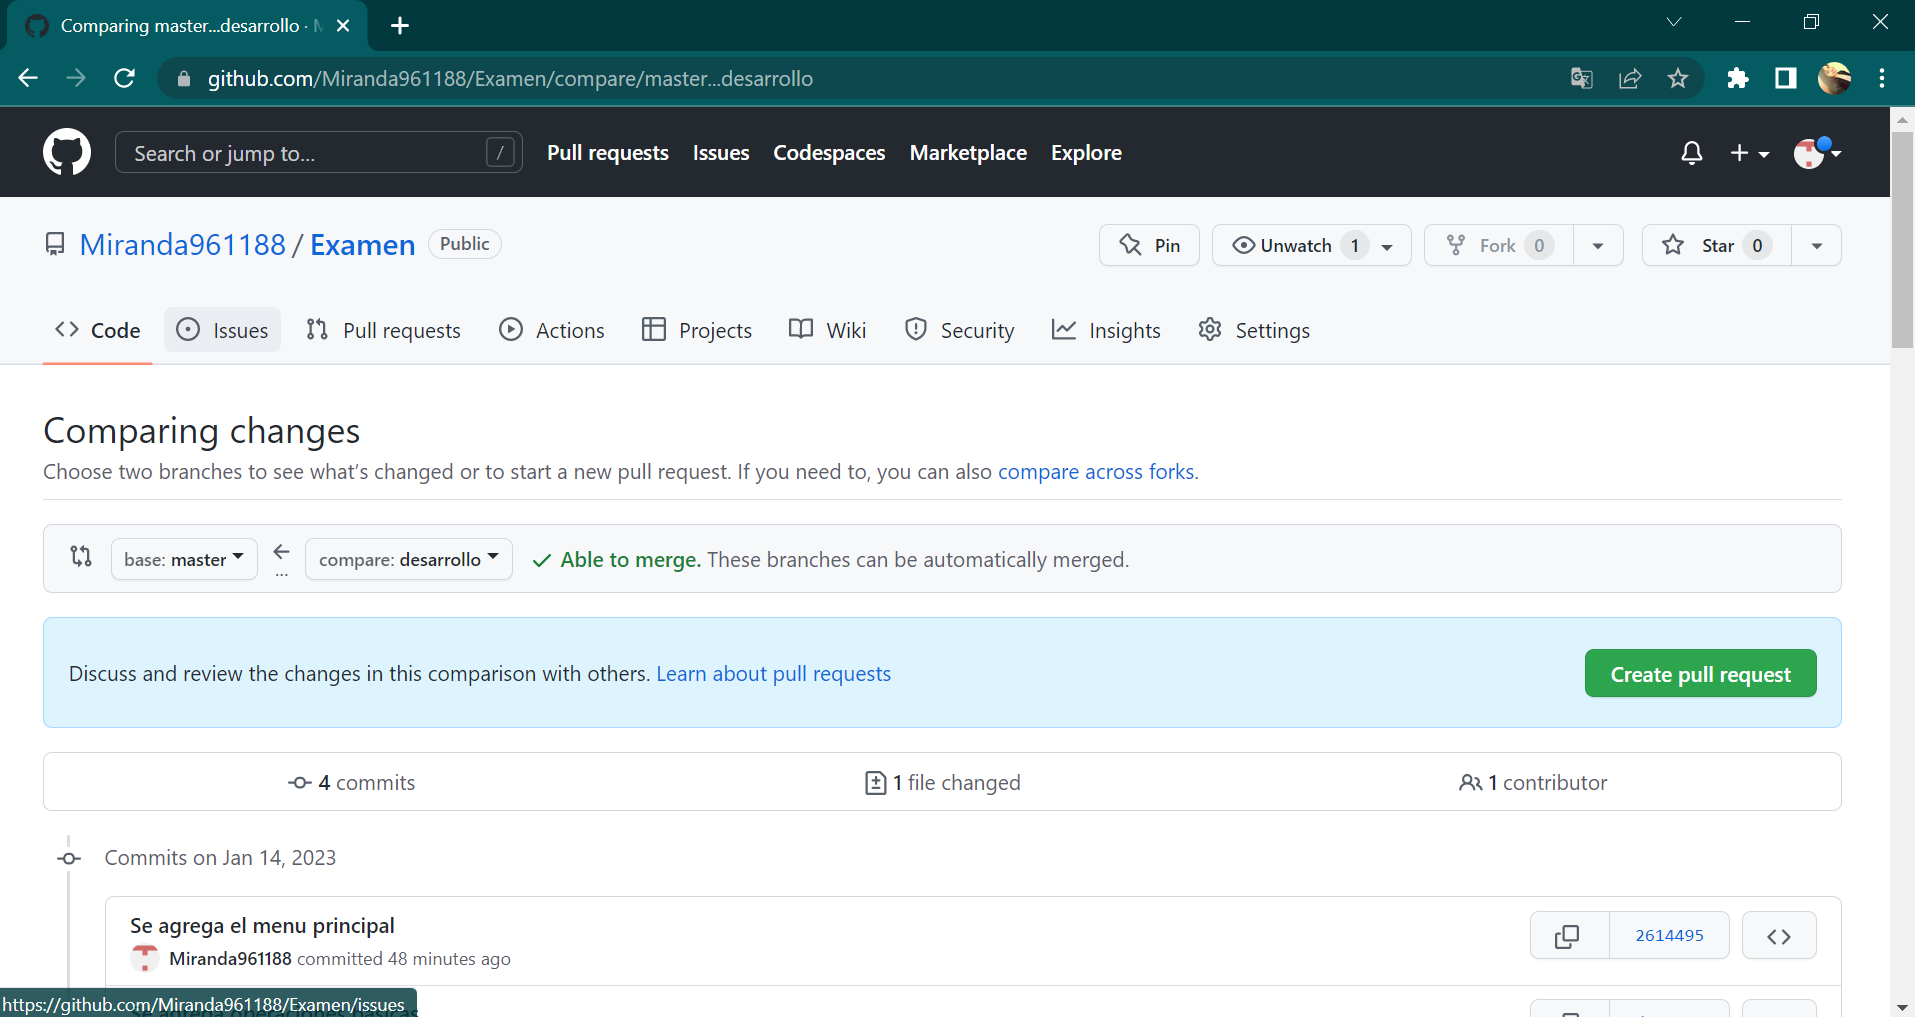 Comparing master...desarrollo · M
github.com/Miranda961188/Examen/compare/master...desarrollo
Search or jump to... / Pull requests Issues Codespaces Marketplace Explore
Miranda961188 / Examen Public Pin Unwatch 1 Fork 0 Star 0
Code Issues Pull requests Actions Projects Wiki Security Insights Settings
Comparing changes
Choose two branches to see what's changed or to start a new pull request. If you need to, you can also compare across forks.
base: master ... compare: desarrollo Able to merge. These branches can be automatically merged.
Discuss and review the changes in this comparison with others. Learn about pull requests Create pull request
4 commits 1 file changed 1 contributor
Commits on Jan 14, 2023
Se agrega el menu principal
2614495
Miranda961188 committed 48 minutes ago
https://github.com/Miranda961188/Examen/issues